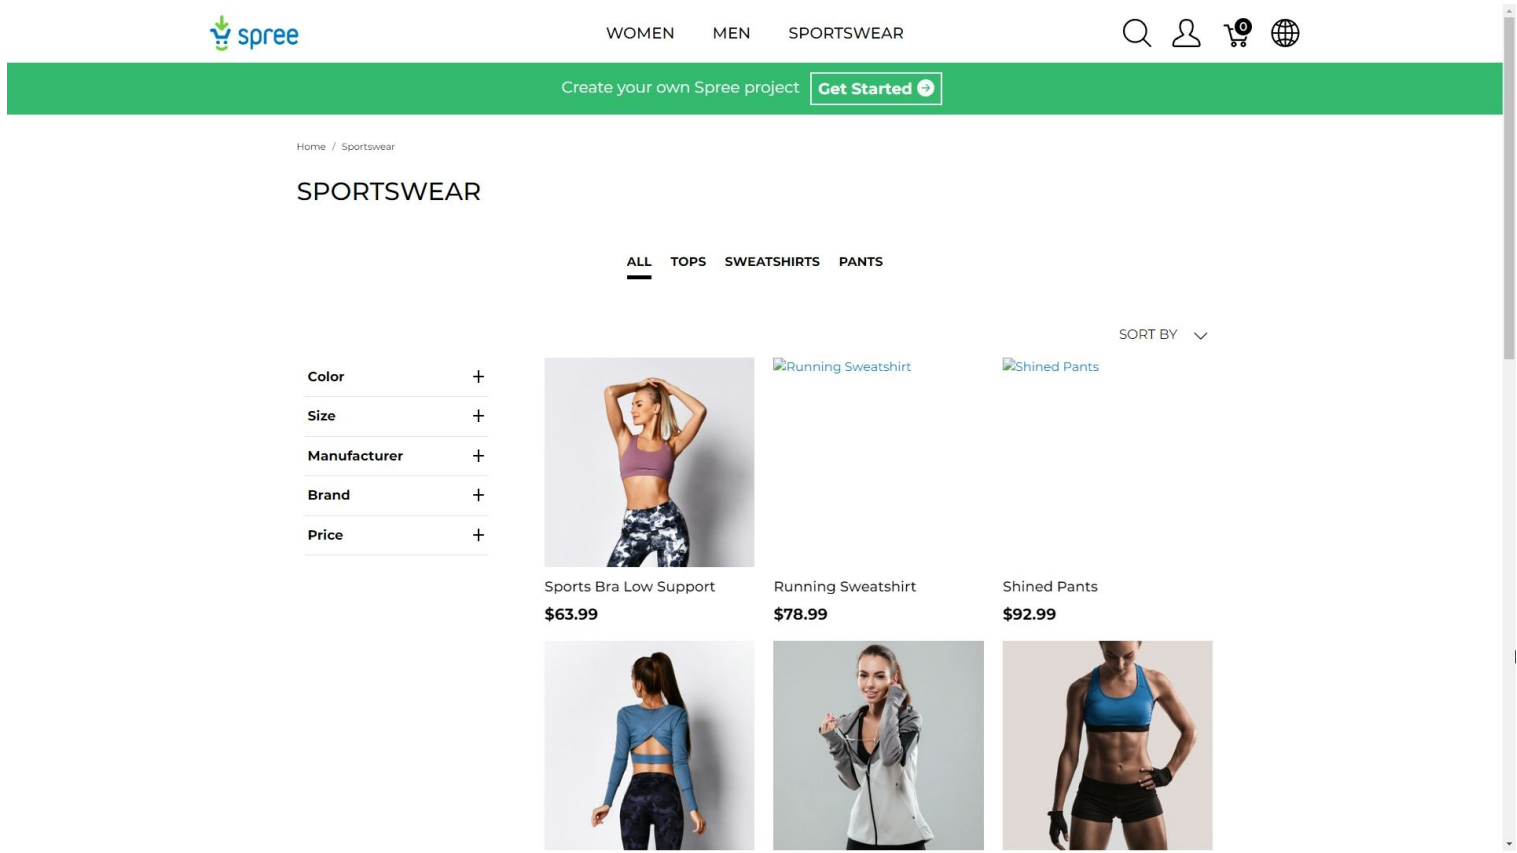 spree
WOMEN MEN SPORTSWEAR
0
Create your own Spree project Get Started
Home / Sportswear
SPORTSWEAR
ALL TOPS SWEATSHIRTS PANTS
SORT BY
Color +
Size +
Manufacturer +
Brand +
Price +
Running Sweatshirt
Shined Pants
Sports Bra Low Support
Running Sweatshirt
Shined Pants
$63.99
$78.99
$92.99